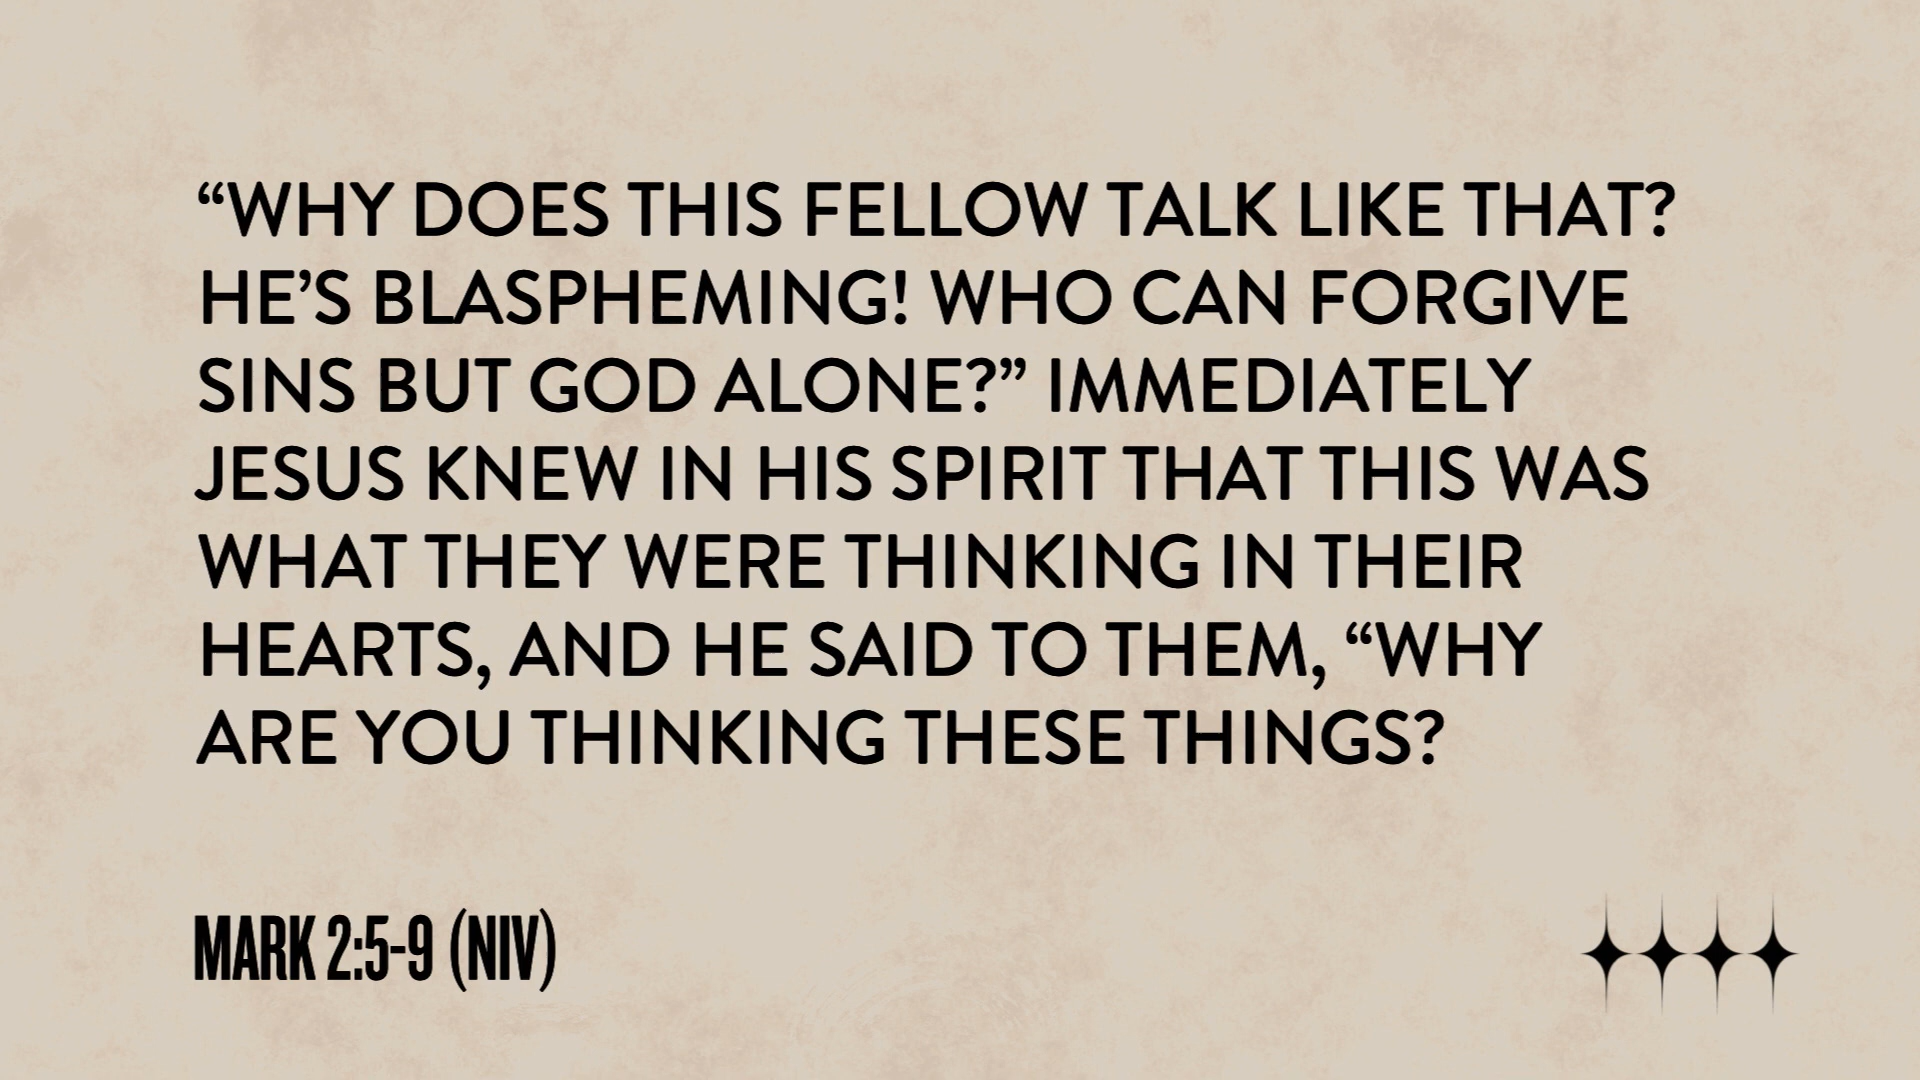 “WHY DOES THIS FELLOW TALK LIKE THAT?
HE’S BLASPHEMING! WHO CAN FORGIVE
SINS BUT GOD ALONE?” IMMEDIATELY
JESUS KNEW IN HIS SPIRIT THAT THIS WAS
WHAT THEY WERE THINKING IN THEIR
HEARTS, AND HE SAID TO THEM, “WHY
ARE YOU THINKING THESE THINGS?
MARK 2:5-9 (NIV)